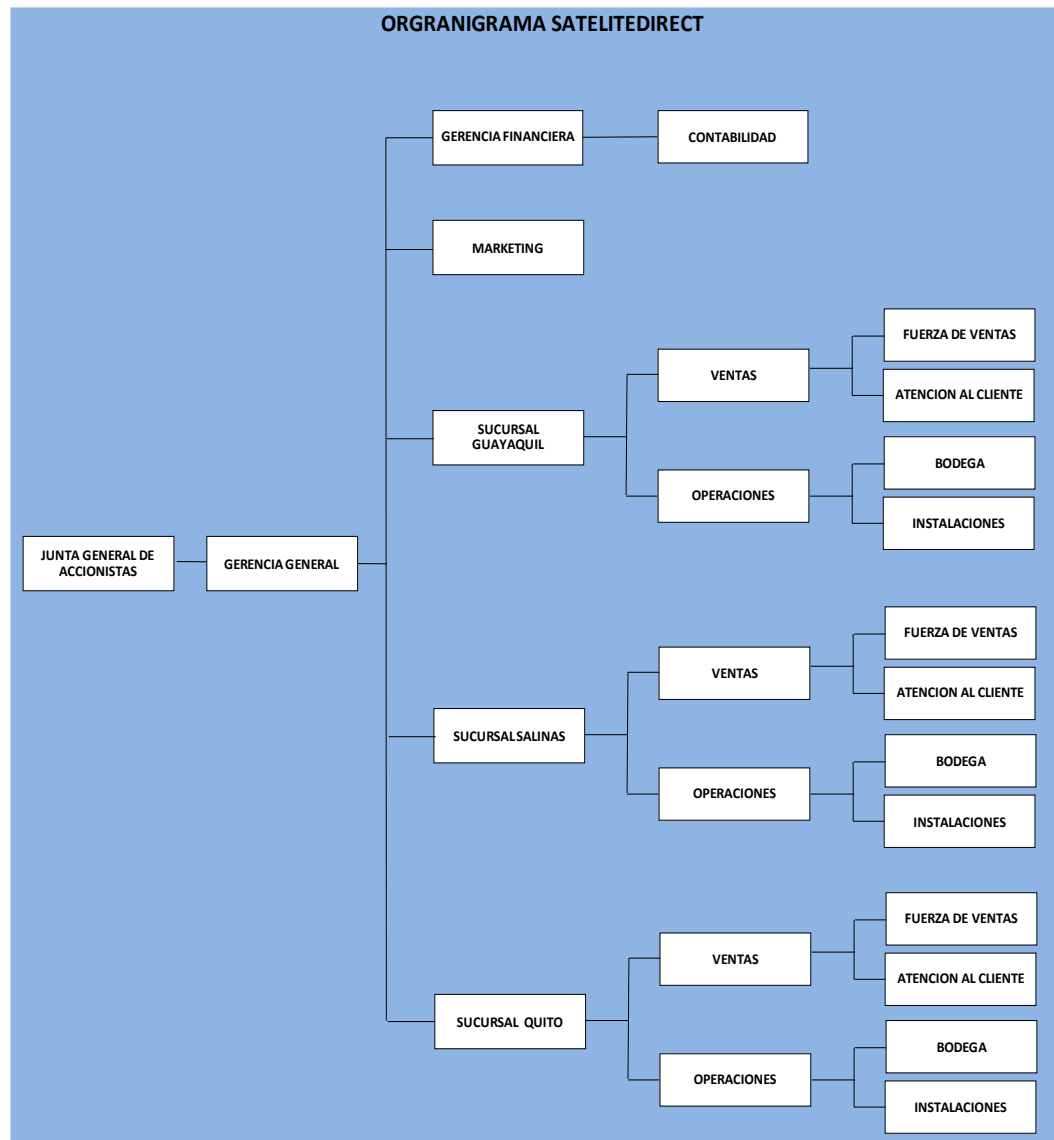 ORGRANIGRAMA SATELITEDIRECT
GERENCIA FINANCIERA
CONTABILIDAD
MARKETING
FUERZA DE VENTAS
VENTAS
ATENCION AL CLIENTE
SUCURSAL
GUAYAQUIL
BODEGA
OPERACIONES
INSTALACIONES
JUNTA GENERAL DE
ACCIONISTAS
GERENCIA GENERAL
FUERZA DE VENTAS
VENTAS
ATENCION AL CLIENTE
SUCURSAL SALINAS
BODEGA
OPERACIONES
INSTALACIONES
FUERZA DE VENTAS
VENTAS
ATENCION AL CLIENTE
SUCURSAL QUITO
BODEGA
OPERACIONES
INSTALACIONES